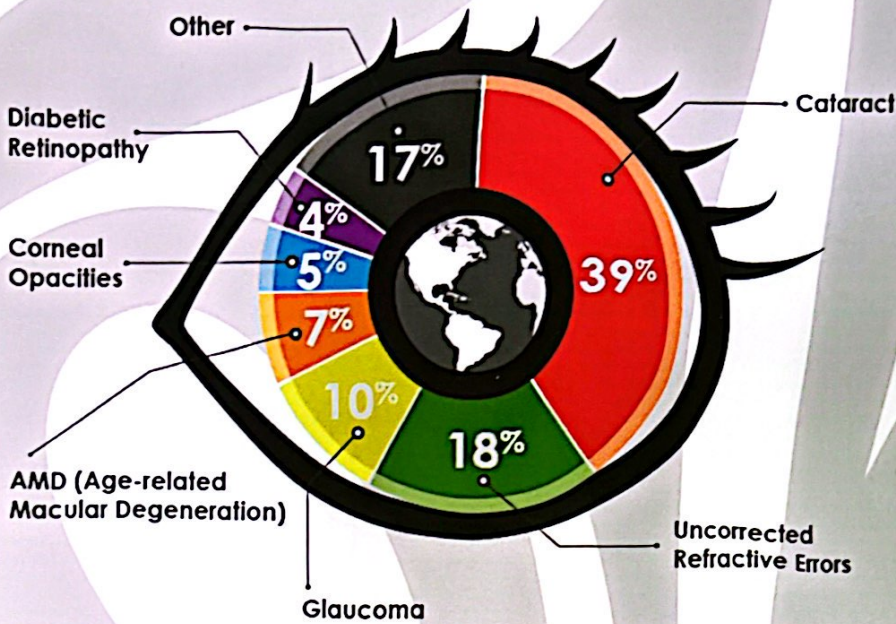 Other
17%
Cataract
39%
Diabetic
Retinopathy
4%
Corneal
Opacities
5%
7%
AMD (Age-related
Macular Degeneration)
10%
Glaucoma
18%
Uncorrected
Refractive Errors